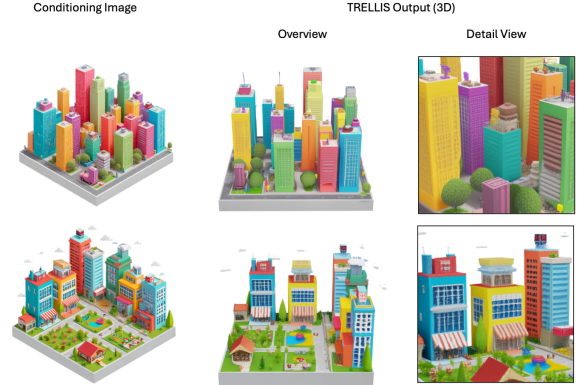 Conditioning Image
TRELLIS Output (3D)
Overview
Detail View